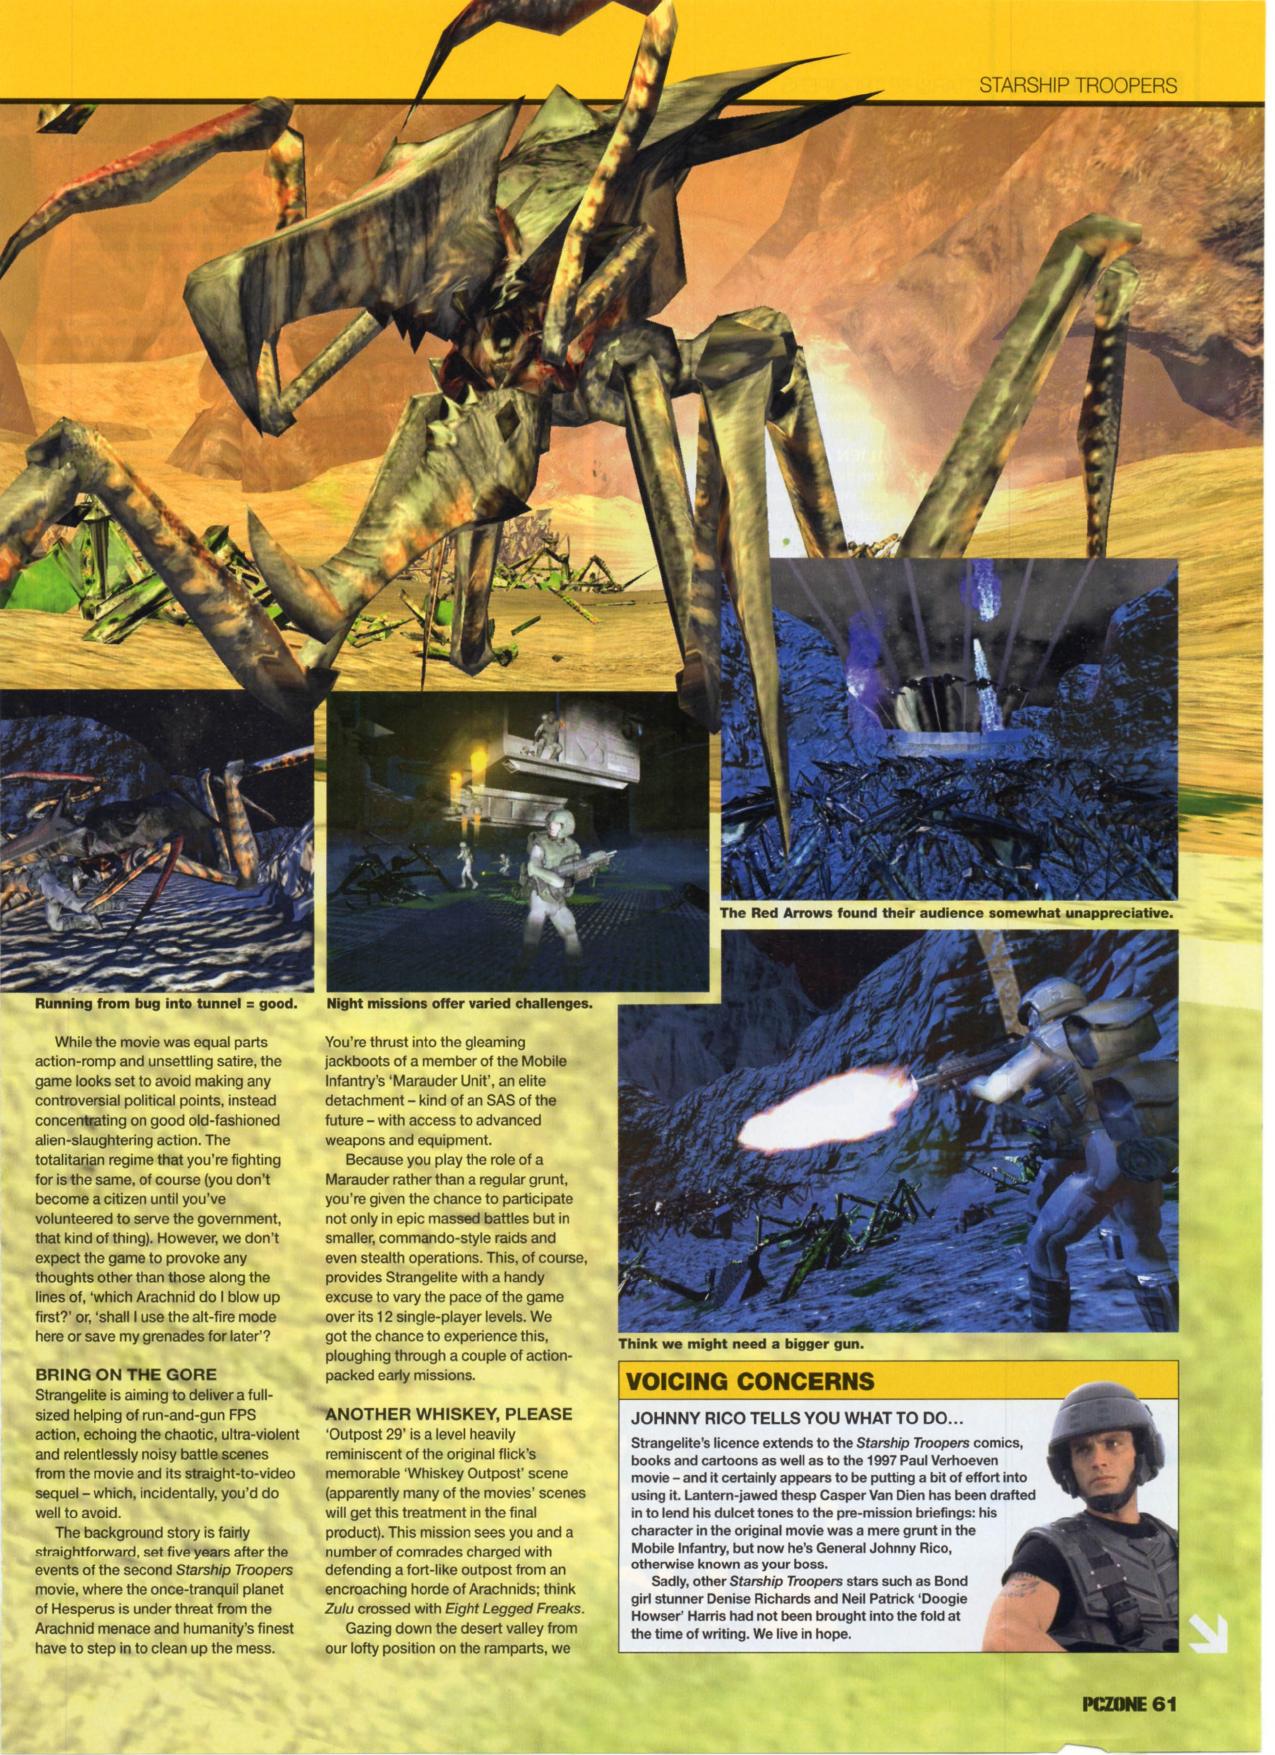 STARSHIP TROOPERS
The Red Arrows found their audience somewhat unappreciative.
Running from bug into tunnel = good.
Night missions offer varied challenges.
While the movie was equal parts
action-romp and unsettling satire, the
game looks set to avoid making any
controversial political points, instead
concentrating on good old-fashioned
alien-slaughtering action. The
totalitarian regime that you're fighting
for is the same, of course (you don't
become a citizen until you've
volunteered to serve the government,
that kind of thing). However, we don't
expect the game to provoke any
thoughts other than those along the
lines of, 'which Arachnid do I blow up
first?' or, 'shall I use the alt-fire mode
here or save my grenades for later'?
BRING ON THE GORE
Strangelite is aiming to deliver a full-
sized helping of run-and-gun FPS
action, echoing the chaotic, ultra-violent
and relentlessly noisy battle scenes
from the movie and its straight-to-video
sequel – which, incidentally, you'd do
well to avoid.
The background story is fairly
straightforward, set five years after the
events of the second Starship Troopers
movie, where the once-tranquil planet
of Hesperus is under threat from the
Arachnid menace and humanity's finest
have to step in to clean up the mess.
You're thrust into the gleaming
jackboots of a member of the Mobile
Infantry's 'Marauder Unit', an elite
detachment – kind of an SAS of the
future – with access to advanced
weapons and equipment.
Because you play the role of a
Marauder rather than a regular grunt,
you're given the chance to participate
not only in epic massed battles but in
smaller, commando-style raids and
even stealth operations. This, of course,
provides Strangelite with a handy
excuse to vary the pace of the game
over its 12 single-player levels. We
got the chance to experience this,
ploughing through a couple of action-
packed early missions.
ANOTHER WHISKEY, PLEASE
'Outpost 29' is a level heavily
reminiscent of the original flick's
memorable 'Whiskey Outpost' scene
(apparently many of the movies' scenes
will get this treatment in the final
product). This mission sees you and a
number of comrades charged with
defending a fort-like outpost from an
encroaching horde of Arachnids; think
Zulu crossed with Eight Legged Freaks.
Gazing down the desert valley from
our lofty position on the ramparts, we
Think we might need a bigger gun.
VOICING CONCERNS
JOHNNY RICO TELLS YOU WHAT TO DO...
Strangelite's licence extends to the Starship Troopers comics,
books and cartoons as well as to the 1997 Paul Verhoeven
movie – and it certainly appears to be putting a bit of effort into
using it. Lantern-jawed thesp Casper Van Dien has been drafted
in to lend his dulcet tones to the pre-mission briefings: his
character in the original movie was a mere grunt in the
Mobile Infantry, but now he's General Johnny Rico,
otherwise known as your boss.
Sadly, other Starship Troopers stars such as Bond
girl stunner Denise Richards and Neil Patrick 'Doogie
Howser' Harris had not been brought into the fold at
the time of writing. We live in hope.
PCZONE 61